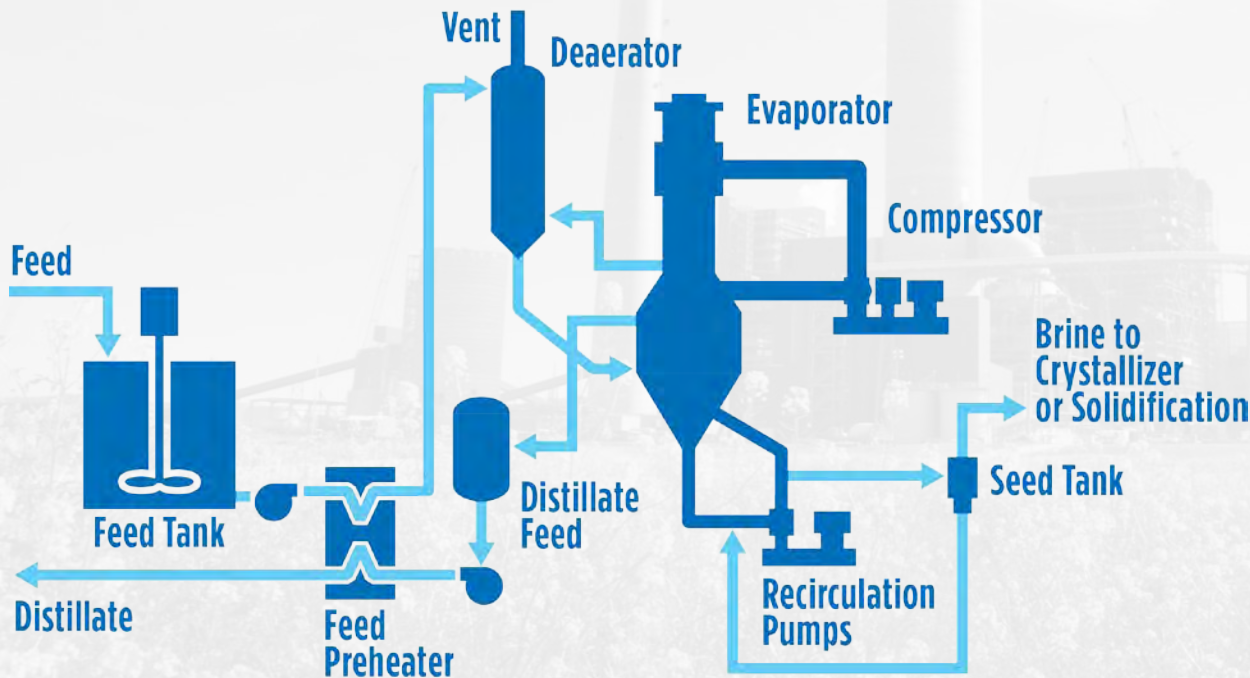 Vent
Deaerator
Evaporator
Compressor
Feed
Brine to
Crystallizer
or Solidification
Seed Tank
Feed Tank
Distillate
Feed
Distillate
Feed
Preheater
Recirculation
Pumps